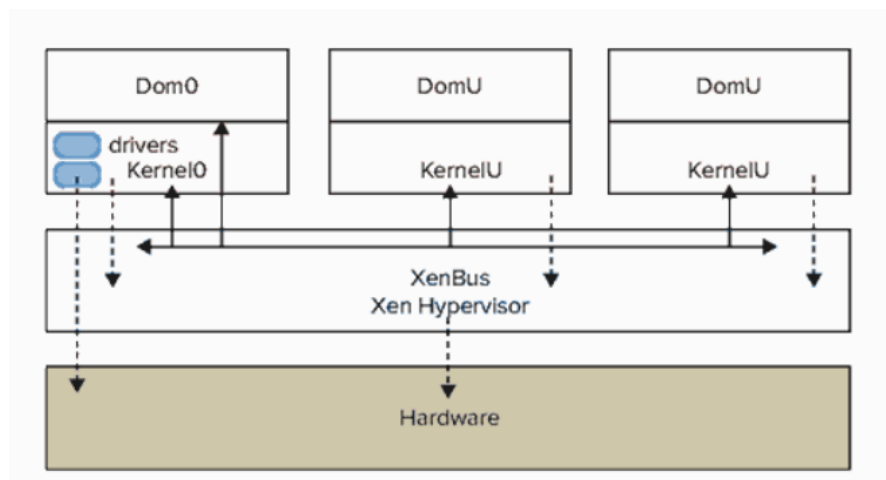 Dom0
DomU
DomU
drivers
Kernel0
KernelU
KernelU
XenBus
Xen Hypervisor
Hardware